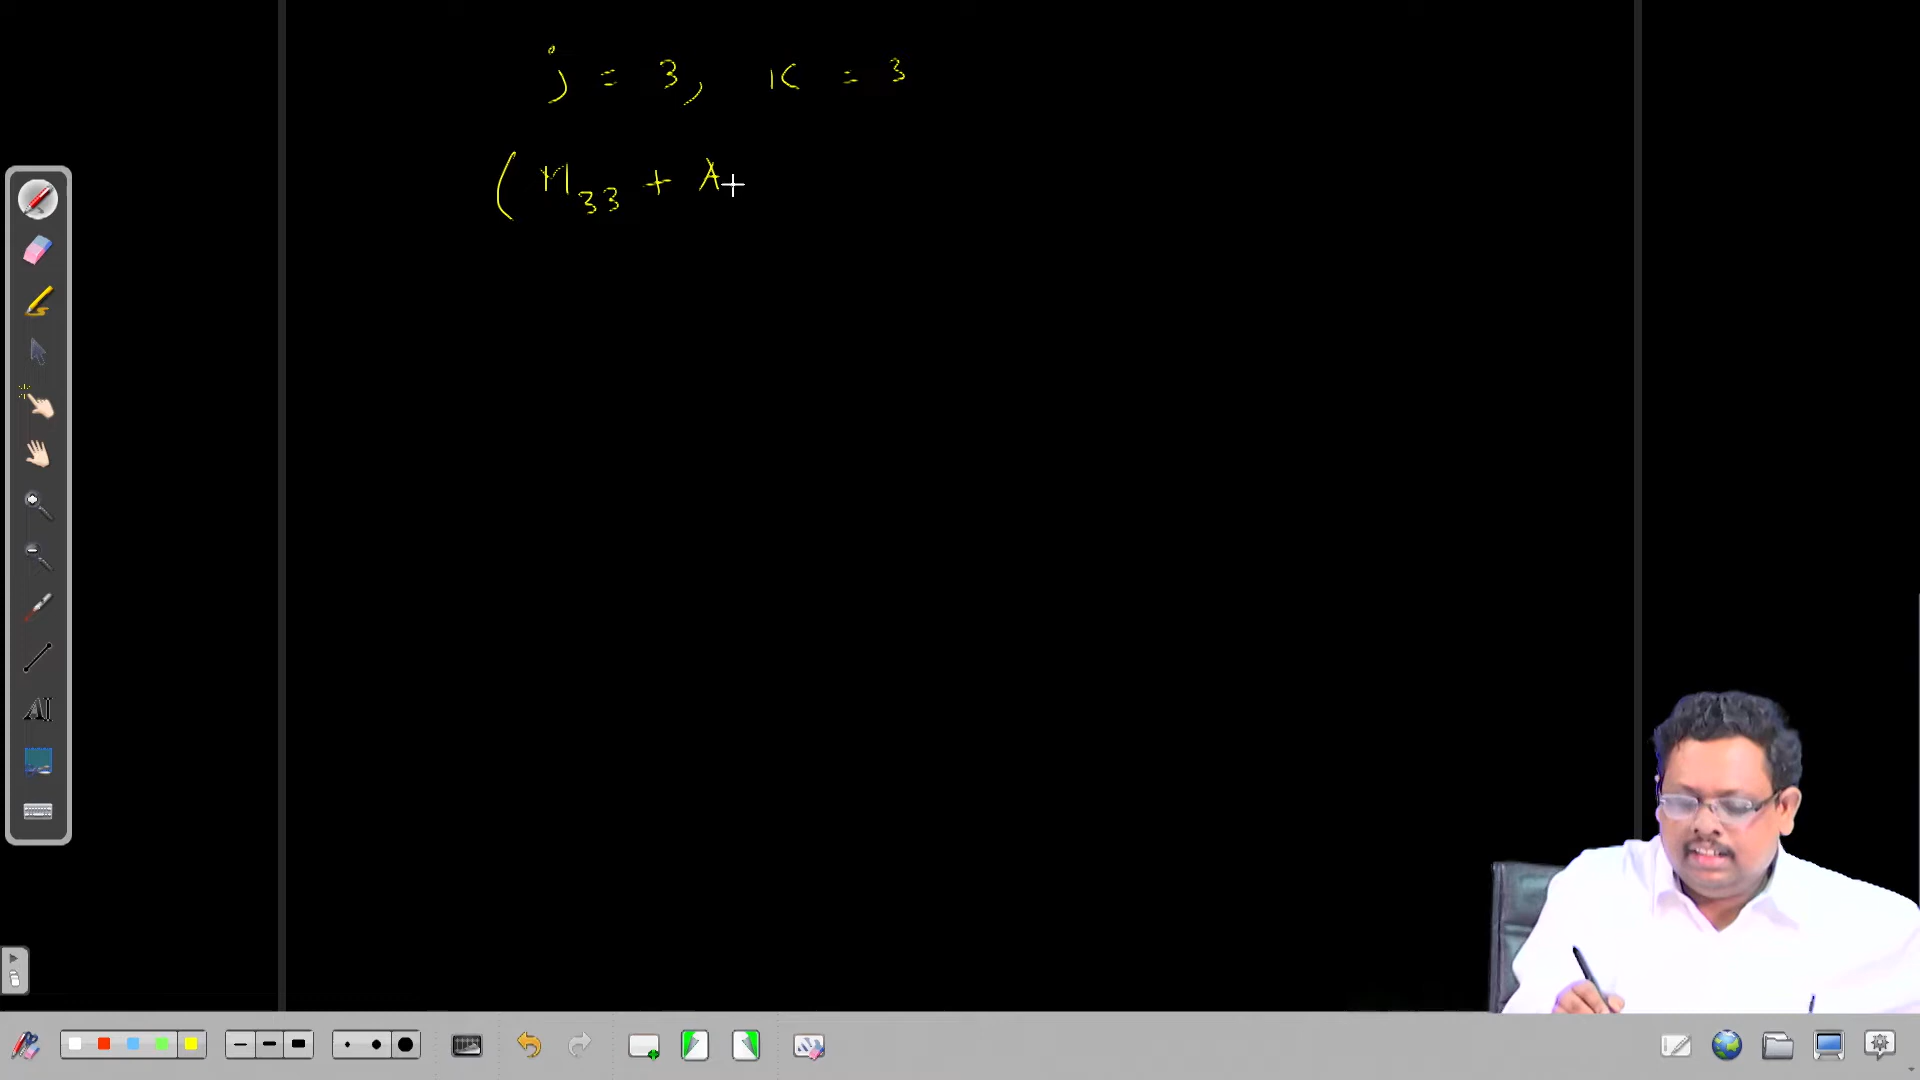 j = 3, K = 3
( M₃₃ + A